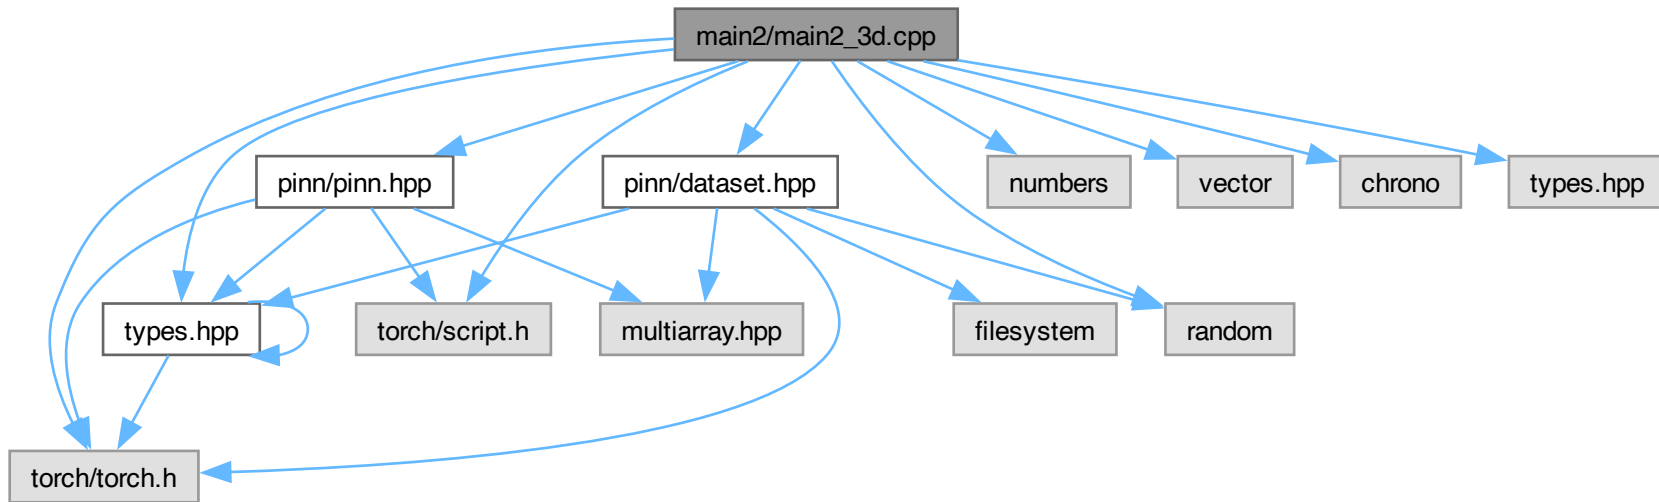 main2/main2_3d.cpp
pinn/pinn.hpp
pinn/dataset.hpp
numbers
vector
chrono
types.hpp
types.hpp
torch/script.h
multiarray.hpp
filesystem
random
torch/torch.h